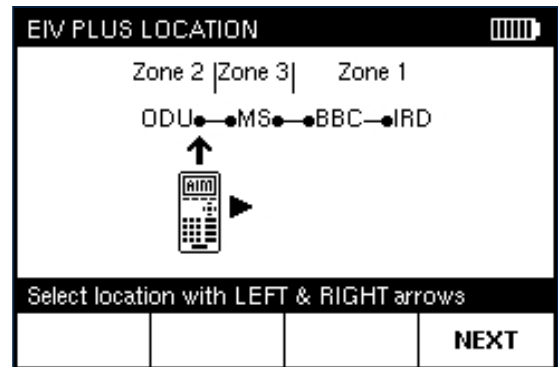 EIV PLUS LOCATION
Zone 2 |Zone 3| Zone 1
ODU MS BBC IRD
AIM
Select location with LEFT & RIGHT arrows
NEXT